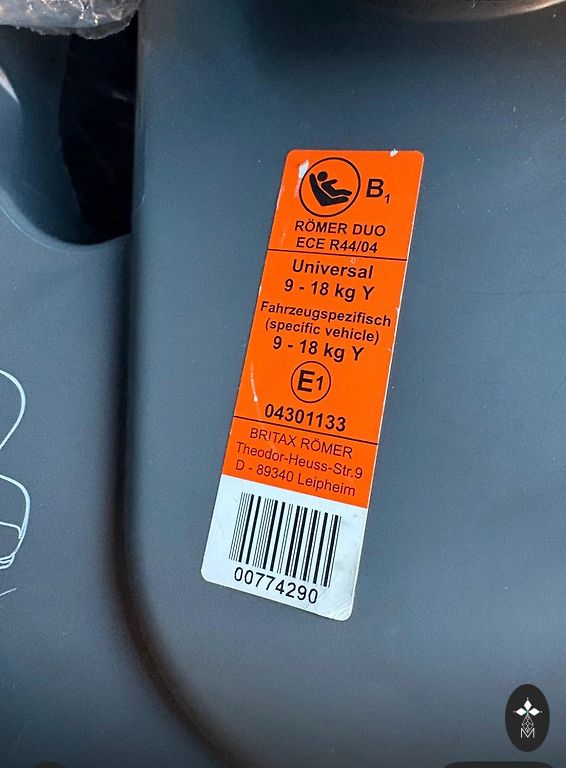 B1
RÖMER DUO
ECE R44/04
Universal
9 - 18 kg Y
Fahrzeugspezifisch
(specific vehicle)
9 - 18 kg Y
E1
04301133
BRITAX RÖMER
Theodor-Heuss-Str.9
D - 89340 Leipheim
00774290
M